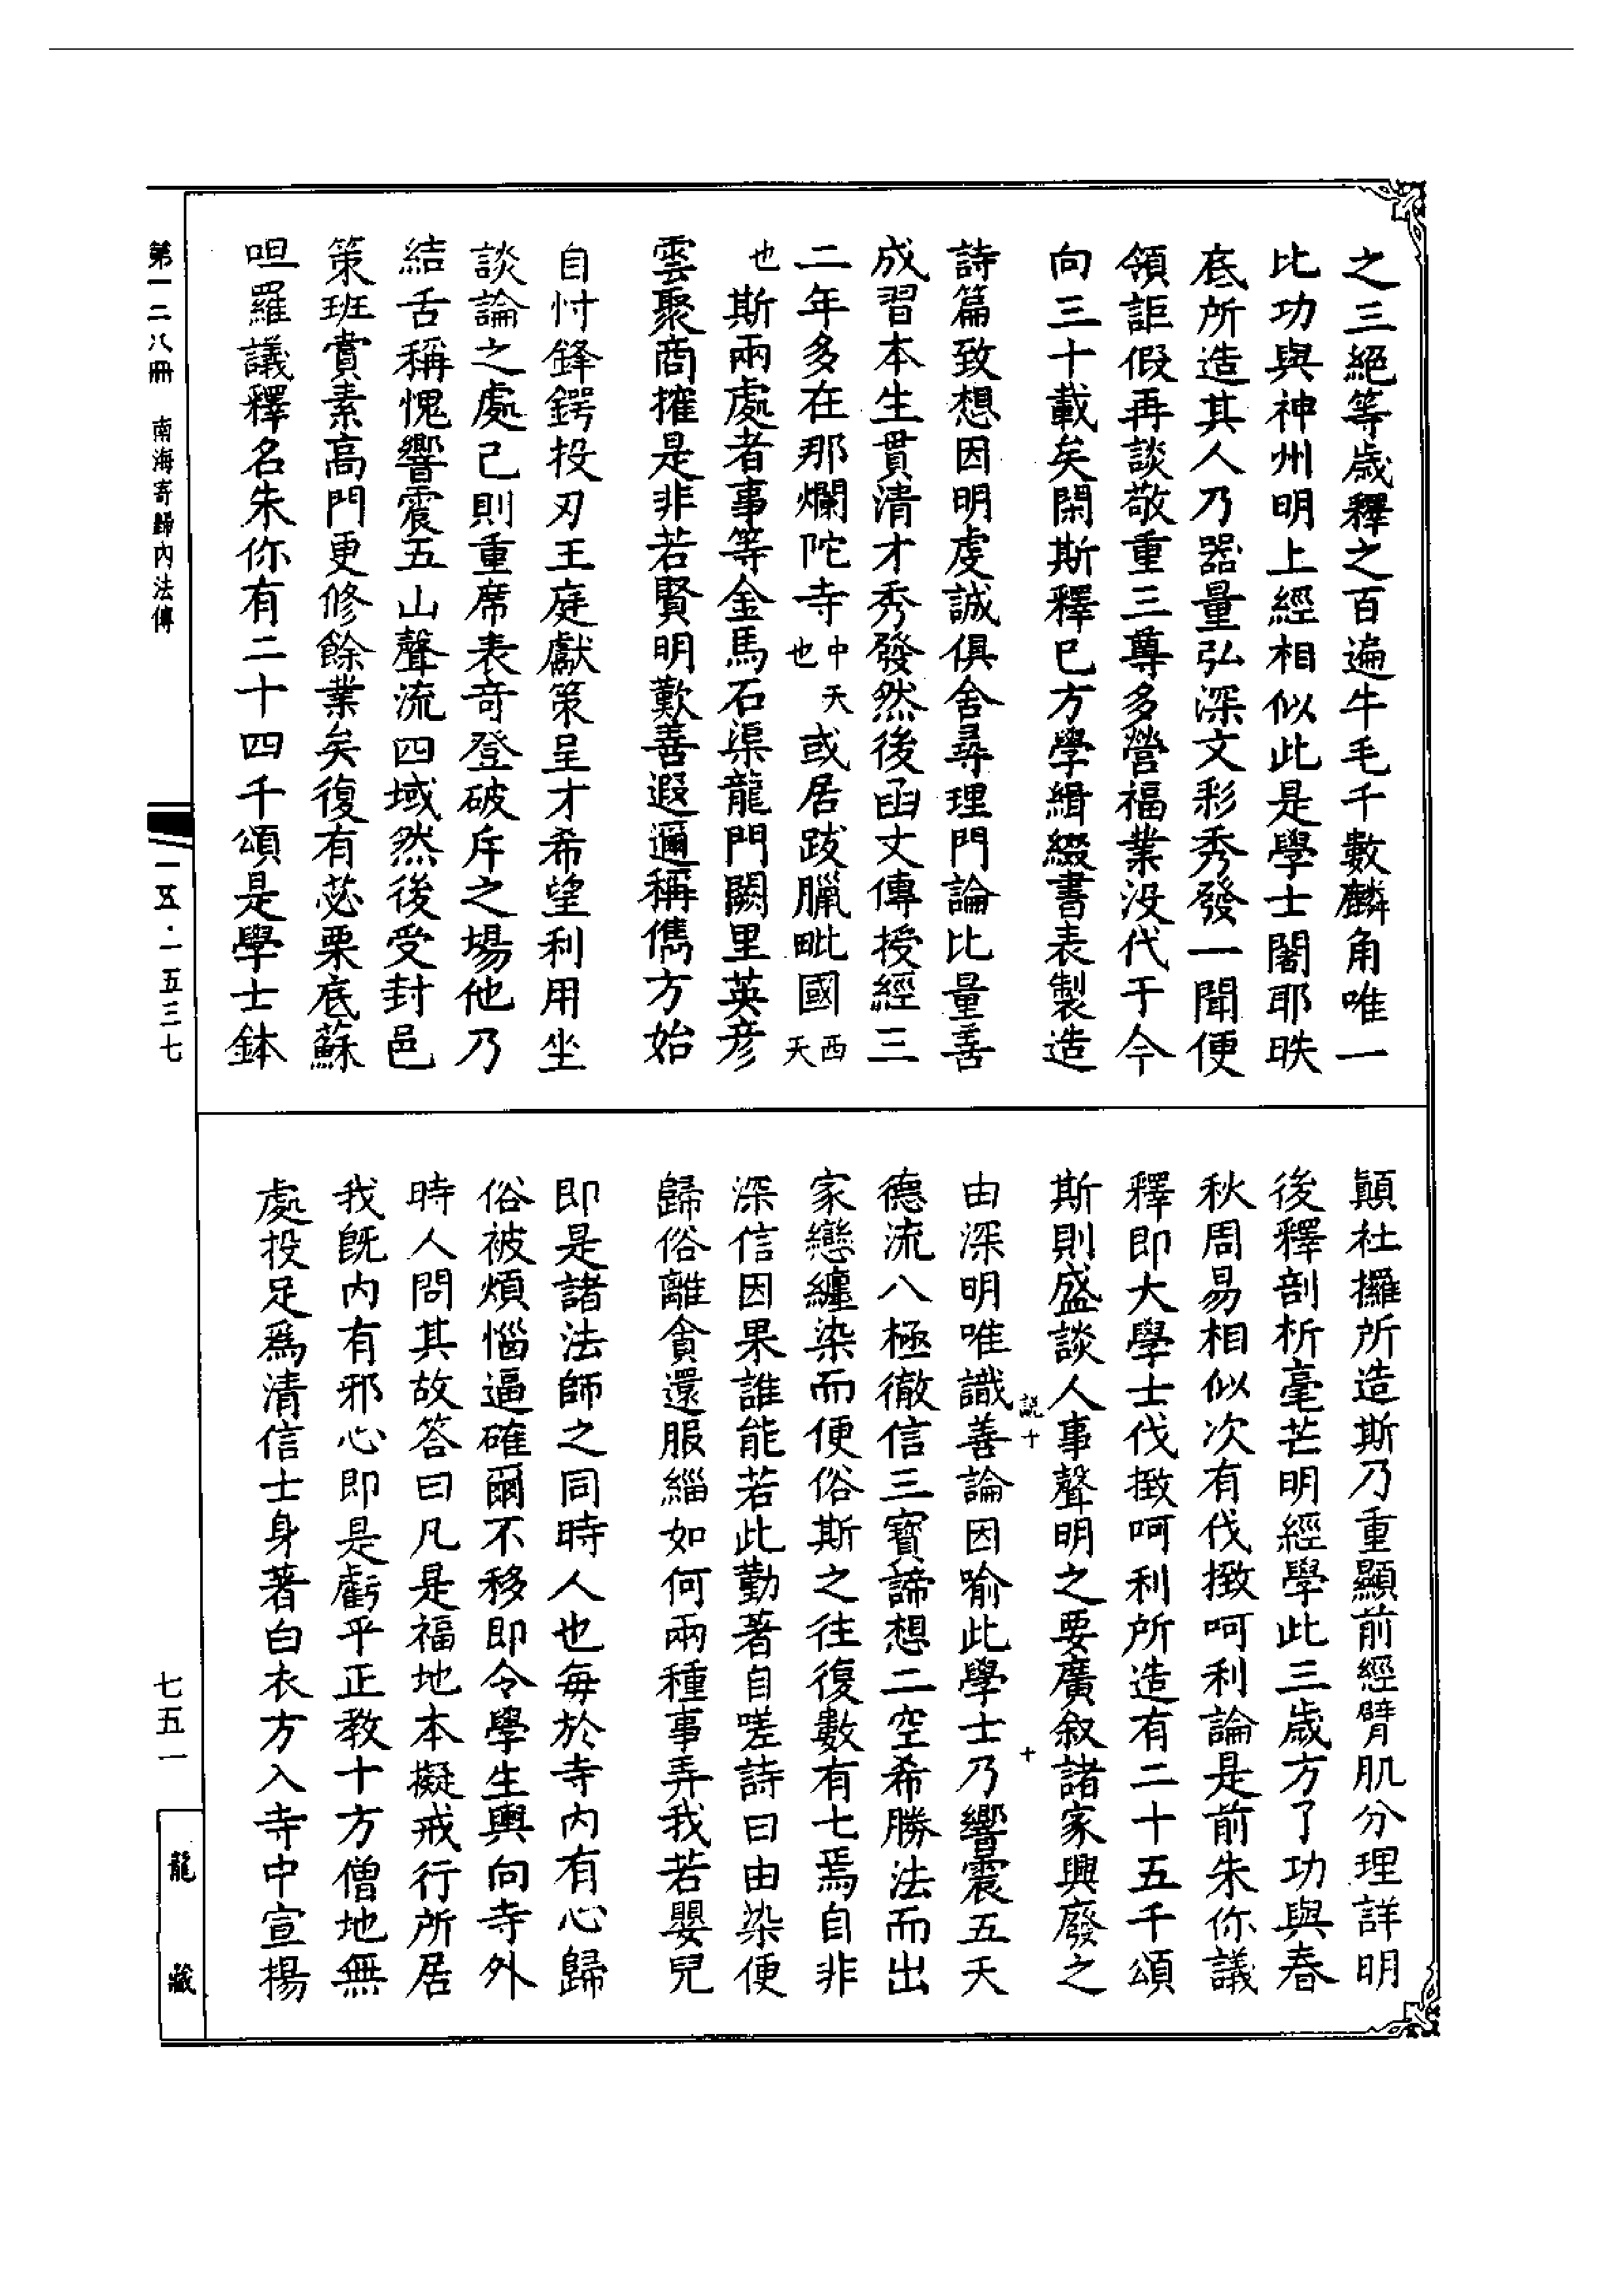 之三絕等歲釋之百遍牛毛千數麟角唯一
比功與神州明上經相似此是學士闍耶昳
底所造其人乃器量弘深文彩秀發一聞便
領詎假再談敬重三尊多營福業没代于今
向三十載矣閑斯釋已方學緝綴書表製造
詩篇致想因明虔誠俱舍尋理門論比量善
成習本生貫清才秀發然後函丈傳授經三
二年多在那爛陀寺中天也或居跋臘毗國西天
也斯兩處者事等金馬石渠龍門闕里英彦
雲聚商搉是非若賢明歎善遐邇稱儁方始
自忖鋒鍔投刃王庭獻策呈才希望利用坐
談論之處己則重席表竒登破斥之場他乃
結舌稱愧響震五山聲流四域然後受封邑
策班賞素高門更修餘業矣復有苾栗底蘇
呾羅議釋名朱你有二十四千頌是學士鉢
顛社攞所造斯乃重顯前經臂肌分理詳明
後釋剖析毫芒明經學此三歲方了功與春
秋周易相似次有伐㨖呵利論是前朱你議
釋即大學士伐㨖呵利所造有二十五千頌
斯則盛談人事聲明之要廣叙諸家興廢之
説十 十
由深明唯識善論因喻此學士乃響震五天
德流八極徹信三寶諦想二空希勝法而出
家戀纏染而便俗斯之往復數有七焉自非
深信因果誰能若此勤著自嗟詩曰由染便
歸俗離貪還服緇如何兩種事弄我若嬰兒
即是諸法師之同時人也每於寺内有心歸
俗被煩惱逼確爾不移即令學生輿向寺外
時人問其故答曰凡是福地本擬戒行所居
我既内有邪心即是虧乎正教十方僧地無
處投足爲清信士身著白衣方入寺中宣揚
第一二八冊 南海寄歸內法傳
一五·一五三七
七五一
龍藏